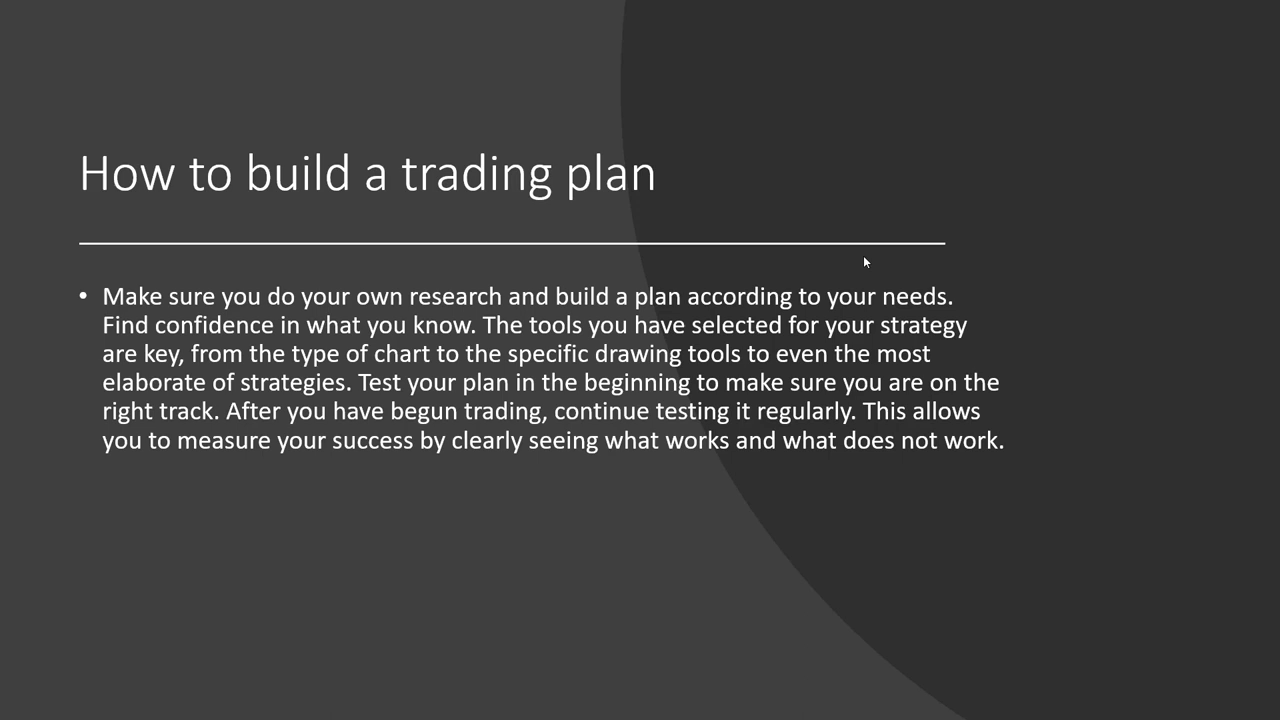 How to build a trading plan
• Make sure you do your own research and build a plan according to your needs.
Find confidence in what you know. The tools you have selected for your strategy
are key, from the type of chart to the specific drawing tools to even the most
elaborate of strategies. Test your plan in the beginning to make sure you are on the
right track. After you have begun trading, continue testing it regularly. This allows
you to measure your success by clearly seeing what works and what does not work.